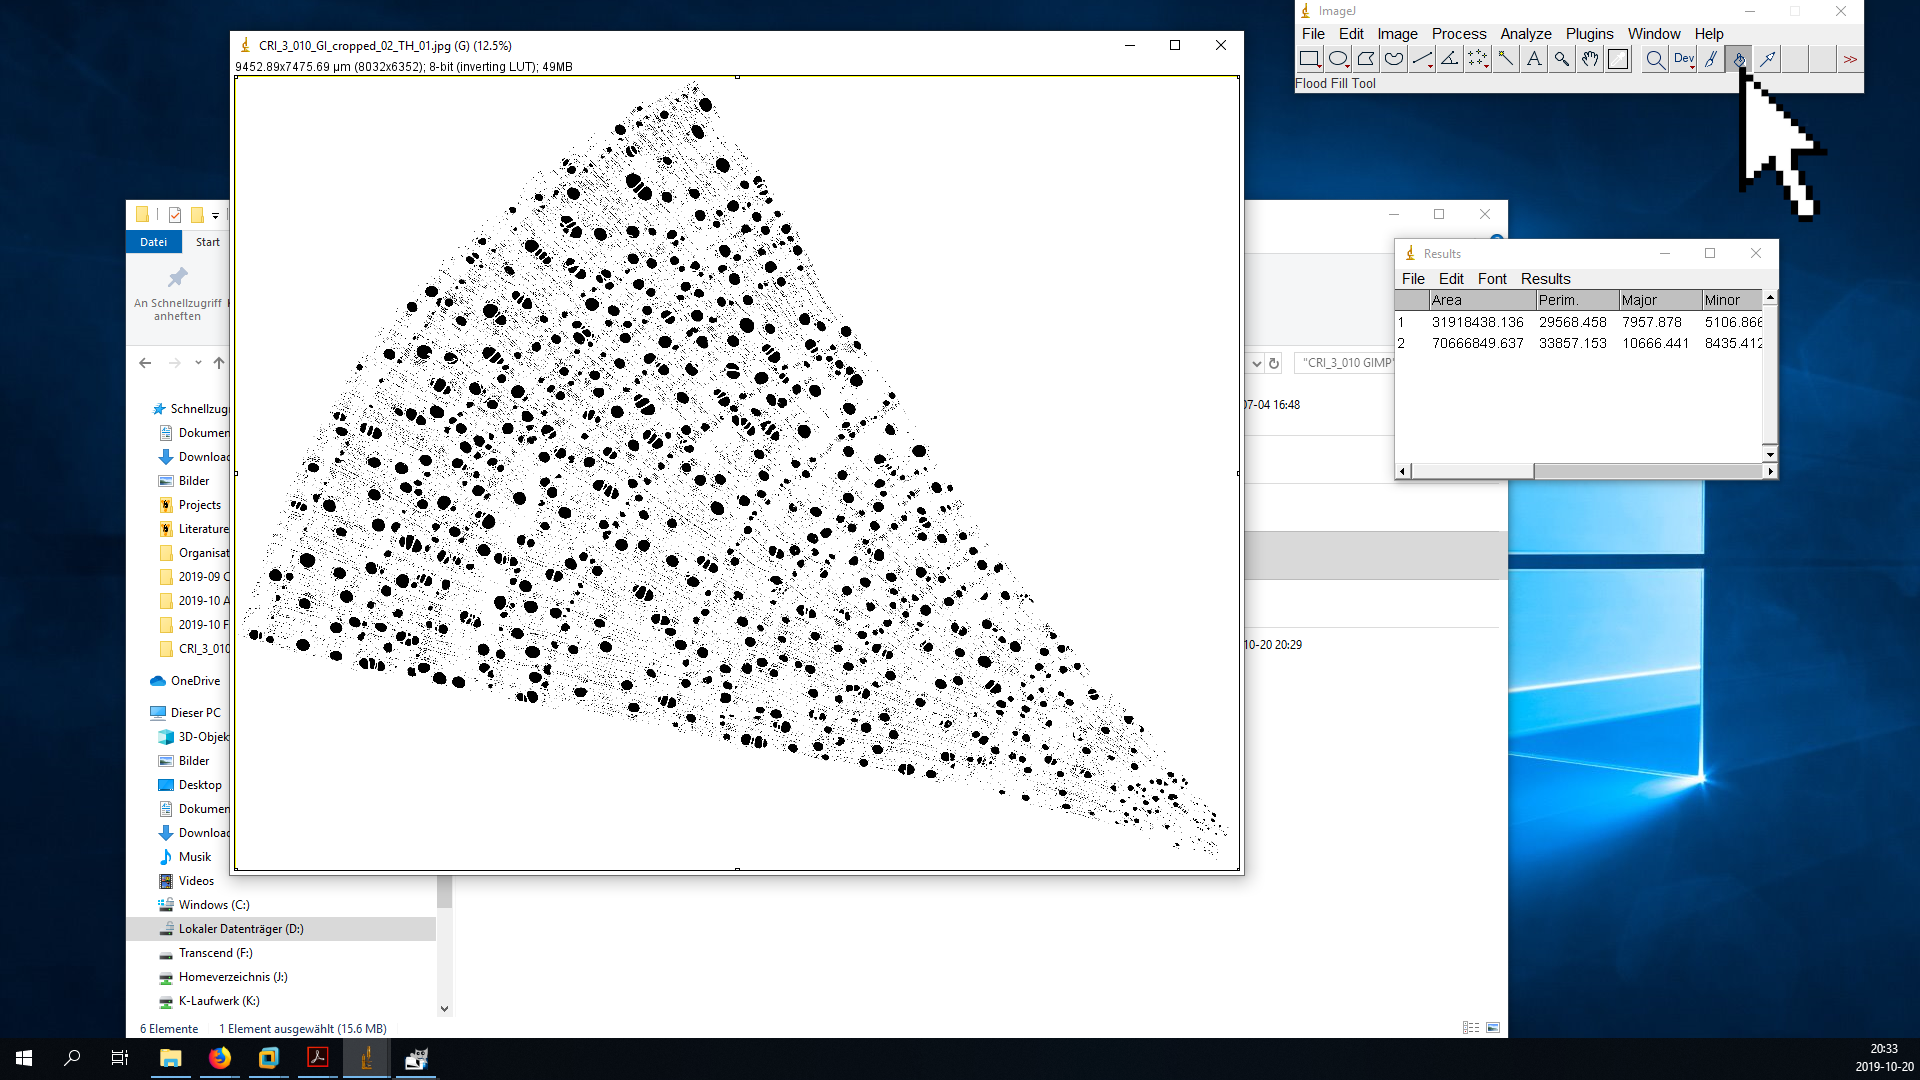 CRI_3_010_GI_cropped_02_TH_01.jpg (G) (12.5%)
9452.89x7475.69 µm (8032x6352); 8-bit (inverting LUT); 49MB
ImageJ
File Edit Image Process Analyze Plugins Window Help
A Dev >>
Flood Fill Tool
Results
File Edit Font Results
Area Perim. Major Minor
1 31918438.136 29568.458 7957.878 5106.866
2 70666849.637 33857.153 10666.441 8435.412
Datei Start
An Schnellzugriff
anheften
"CRI_3_010 GIMP"
07-04 16:48
10-20 20:29
Schnellzug
Dokumen
Download
Bilder
Projects
Literature
Organisat
2019-09 C
2019-10 A
2019-10 F
CRI_3_010
OneDrive
Dieser PC
3D-Objek
Bilder
Desktop
Dokumen
Download
Musik
Videos
Windows (C:)
Lokaler Datenträger (D:)
Transcend (F:)
Homeverzeichnis (J:)
K-Laufwerk (K:)
6 Elemente 1 Element ausgewählt (15.6 MB)
20:33
2019-10-20